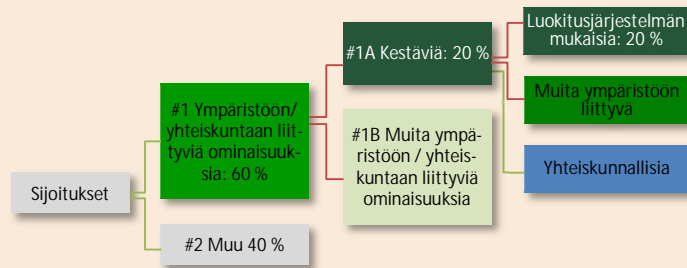 Sijoitukset
#1 Ympäristöön/
yhteiskuntaan liit-
tyviä ominaisuuk-
sia: 60 %
#2 Muu 40 %
#1A Kestäviä: 20 %
#1B Muita ympä-
ristöön / yhteis-
kuntaan liittyviä
ominaisuuksia
Luokitusjärjestelmän
mukaisia: 20 %
Muita ympäristöön
liittyvä
Yhteiskunnallisia